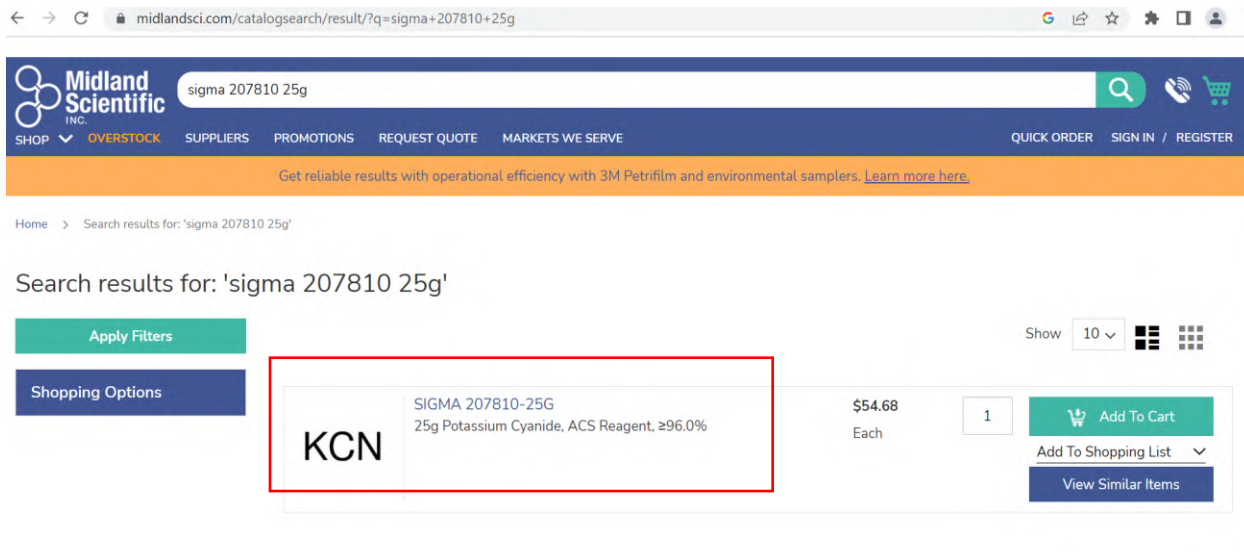 midlandsci.com/catalogsearch/result/?q=sigma+207810+25g
Midland
Scientific
INC.
sigma 207810 25g
SHOP OVERSTOCK SUPPLIERS PROMOTIONS REQUEST QUOTE MARKETS WE SERVE QUICK ORDER SIGN IN / REGISTER
Get reliable results with operational efficiency with 3M Petrifilm and environmental samplers. Learn more here.
Home > Search results for: 'sigma 207810 25g'
Search results for: 'sigma 207810 25g'
Apply Filters
Show 10
Shopping Options
KCN
SIGMA 207810-25G
25g Potassium Cyanide, ACS Reagent, ≥96.0%
$54.68
Each
1
Add To Cart
Add To Shopping List
View Similar Items